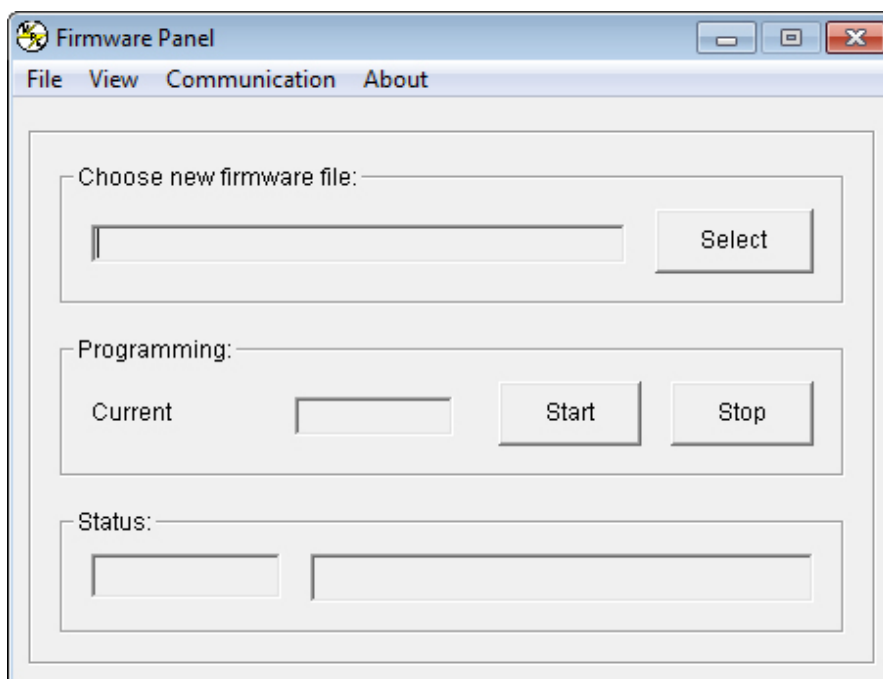 Firmware Panel
File View Communication About
Choose new firmware file:
Select
Programming:
Current Start Stop
Status: